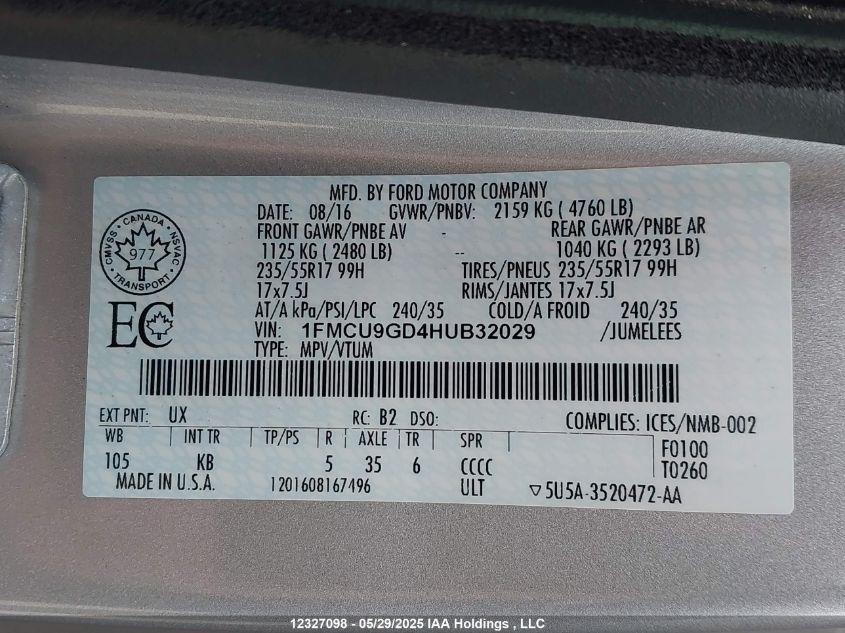 MFD. BY FORD MOTOR COMPANY
DATE: 08/16 GVWR/PNBV: 2159 KG ( 4760 LB)
FRONT GAWR/PNBE AV - REAR GAWR/PNBE AR
1125 KG ( 2480 LB) -- 1040 KG ( 2293 LB)
235/55R17 99H TIRES/PNEUS 235/55R17 99H
17x7.5J RIMS/JANTES 17x7.5J
AT/A kPa/PSI/LPC 240/35 COLD/A FROID 240/35
VIN: 1FMCU9GD4HUB32029 /JUMELEES
TYPE: MPV/VTUM
CANADA
CMVSS NSVAC
977
TRANSPORT
EC
EXT PNT: UX RC: B2 DSO: COMPLIES: ICES/NMB-002
WB INT TR TP/PS R AXLE TR SPR F0100
105 KB 5 35 6 CCCC T0260
MADE IN U.S.A. 1201608167496 ULT ▽5U5A-3520472-AA
12327098 - 05/29/2025 IAA Holdings , LLC